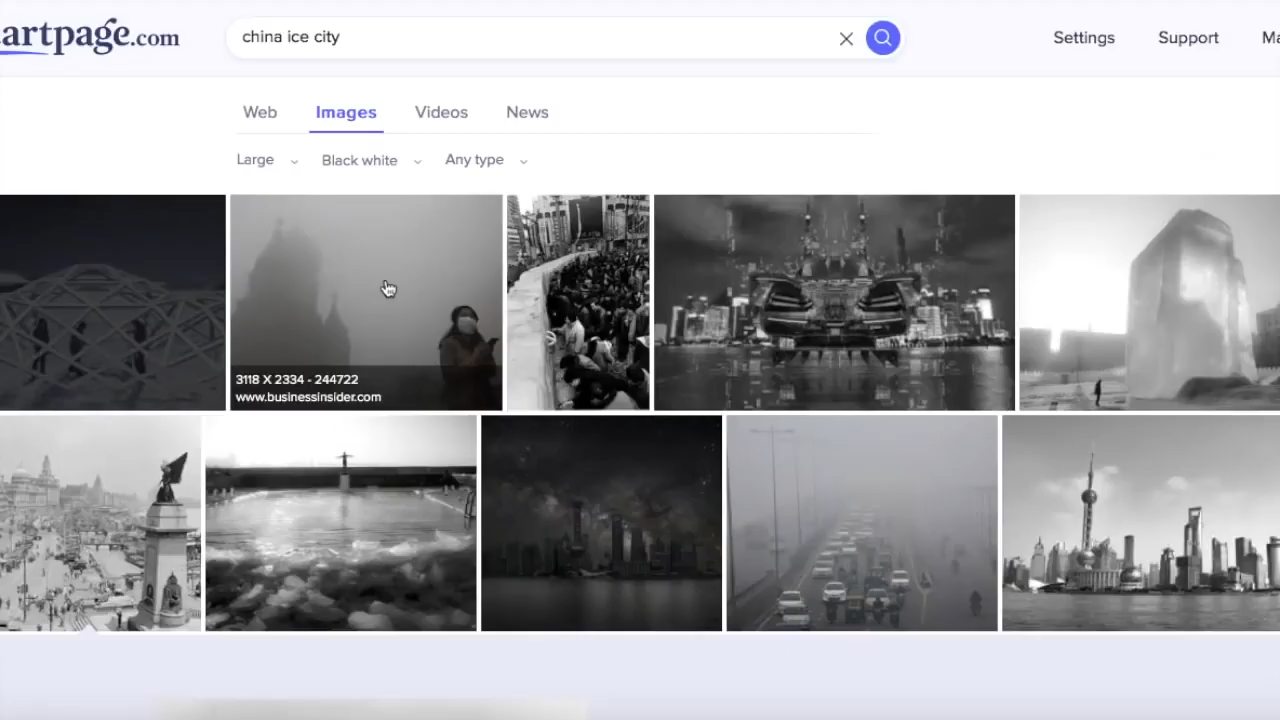 artpage.com
china ice city
Settings
Support
Ma
Web
Images
Videos
News
Large
Black white
Any type
3118 X 2334 - 244722
www.businessinsider.com